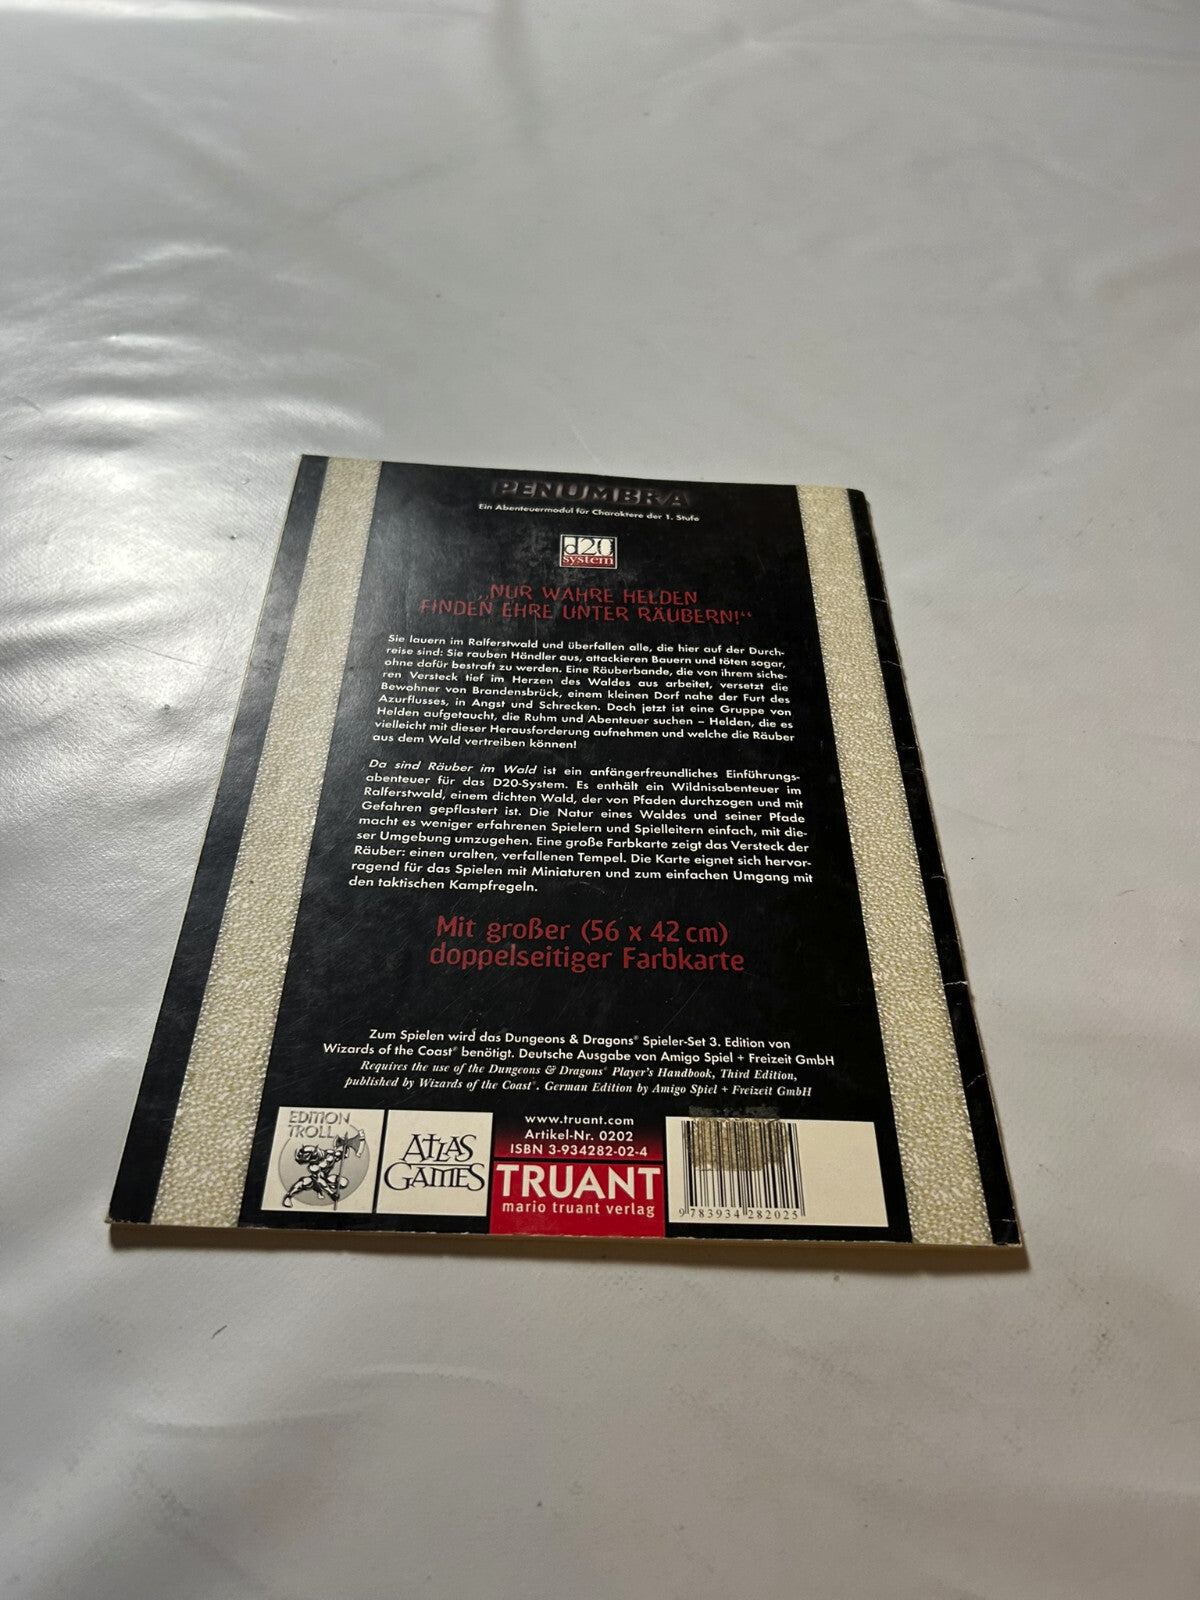 PENUMBRA
Ein Abenteuermodul für Charaktere der 1. Stufe
d20
system
„NUR WAHRE HELDEN
FINDEN EHRE UNTER RÄUBERN!“
Sie lauern im Ralferstwald und überfallen alle, die hier auf der Durch-
reise sind: Sie rauben Händler aus, attackieren Bauern und töten sogar,
ohne dafür bestraft zu werden. Eine Räuberbande, die von ihrem siche-
ren Versteck tief im Herzen des Waldes aus arbeitet, versetzt die
Bewohner von Brandensbrück, einem kleinen Dorf nahe der Furt des
Azurflusses, in Angst und Schrecken. Doch jetzt ist eine Gruppe von
Helden aufgetaucht, die Ruhm und Abenteuer suchen – Helden, die es
vielleicht mit dieser Herausforderung aufnehmen und welche die Räuber
aus dem Wald vertreiben können!
Da sind Räuber im Wald ist ein anfängerfreundliches Einführungs-
abenteuer für das D20-System. Es enthält ein Wildnisabenteuer im
Ralferstwald, einem dichten Wald, der von Pfaden durchzogen und mit
Gefahren gepflastert ist. Die Natur eines Waldes und seiner Pfade
macht es weniger erfahrenen Spielern und Spielleitern einfach, mit die-
ser Umgebung umzugehen. Eine große Farbkarte zeigt das Versteck der
Räuber: einen uralten, verfallenen Tempel. Die Karte eignet sich hervor-
ragend für das Spielen mit Miniaturen und zum einfachen Umgang mit
den taktischen Kampfregeln.
Mit großer (56 x 42 cm)
doppelseitiger Farbkarte
Zum Spielen wird das Dungeons & Dragons® Spieler-Set 3. Edition von
Wizards of the Coast® benötigt. Deutsche Ausgabe von Amigo Spiel + Freizeit GmbH
Requires the use of the Dungeons & Dragons® Player's Handbook, Third Edition,
published by Wizards of the Coast®. German Edition by Amigo Spiel + Freizeit GmbH
EDITION
TROLL
ATLAS
GAMES
www.truant.com
Artikel-Nr. 0202
ISBN 3-934282-02-4
TRUANT
mario truant verlag
9 783934 282025